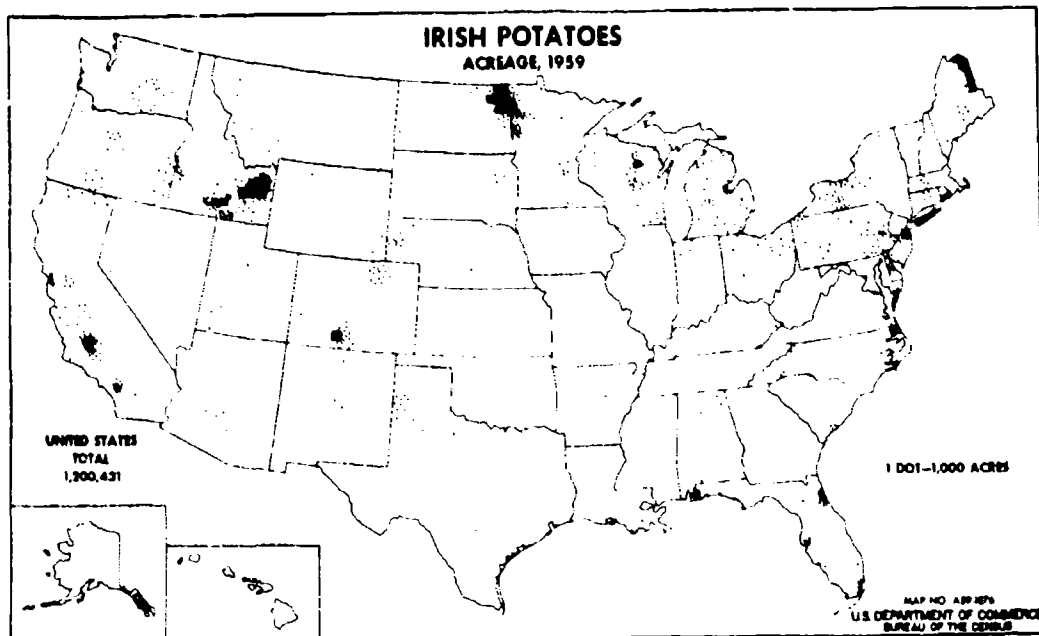 IRISH POTATOES
ACREAGE, 1959
UNITED STATES
TOTAL
1,200,431
1 DOT—1,000 ACRES
MAP NO.
U.S. DEPARTMENT OF COMMERCE
BUREAU OF THE CENSUS